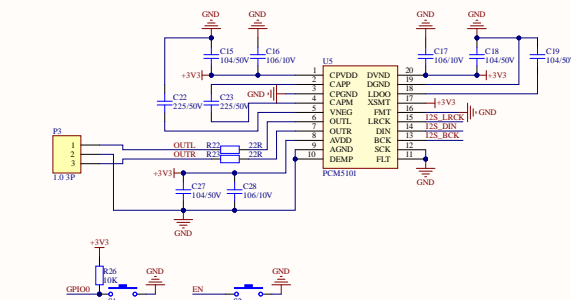 GND GND GND GND
C15 104/50V C16 106/10V U5 C17 106/10V C18 104/50V C19 104/50V
+3V3 1 CPVDD DVND 20 +3V3
2 CAPP DGND 19
GND 3 CPGND LDOO 18
C22 225/50V C23 225/50V 4 CAPM XSMT 17 +3V3
5 VNEG FMT 16 GND
OUTL R22 22R 6 OUTL LRCK 15 I2S_LRCK
OUTR R23 22R 7 OUTR DIN 14 I2S_DIN
+3V3 8 AVDD BCK 13 I2S_BCK
9 AGND SCK 12
10 DEMP FLT 11
PCM5101
GND
P3
1
2
3
1.0 3P
C27 104/50V C28 106/10V
GND
+3V3
R26
10K
GPIO0 GND
EN GND